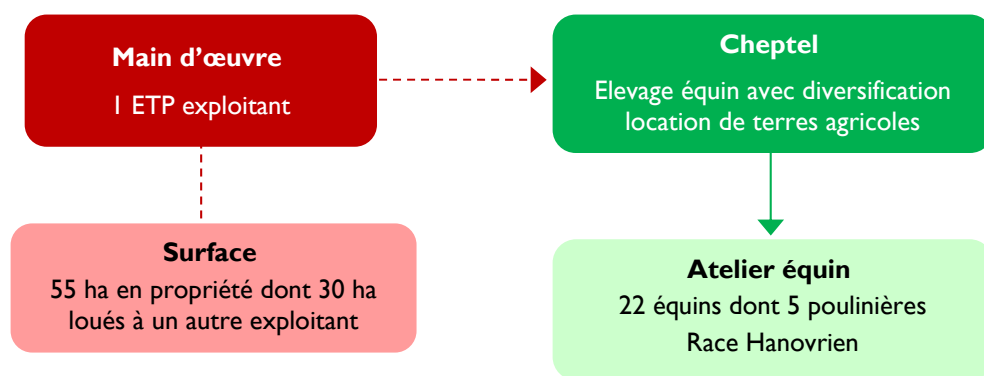 Main d’œuvre
1 ETP exploitant
Cheptel
Elevage équin avec diversification
location de terres agricoles
Surface
55 ha en propriété dont 30 ha
loués à un autre exploitant
Atelier équin
22 équins dont 5 poulinières
Race Hanovrien